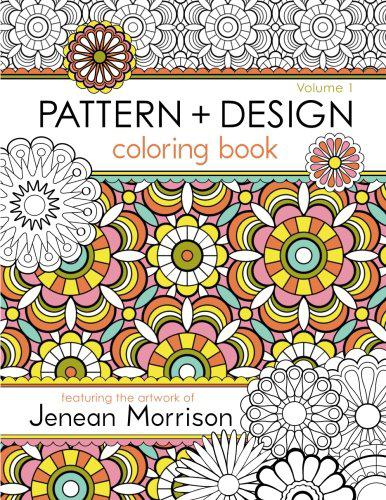 Volume 1
PATTERN + DESIGN
coloring book
featuring the artwork of
Jenean Morrison